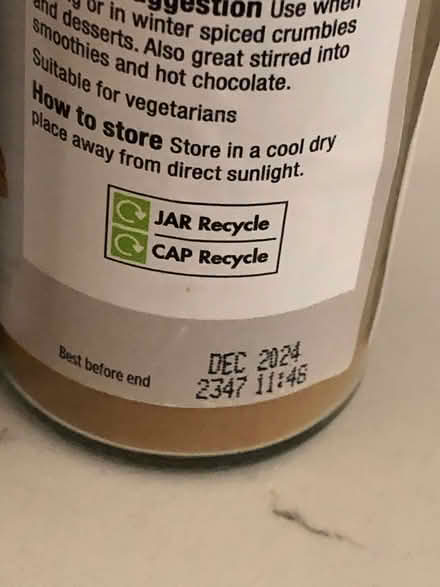 or in winter spiced crumbles
and desserts. Also great stirred into
smoothies and hot chocolate.
Suitable for vegetarians
How to store Store in a cool dry
place away from direct sunlight.
JAR Recycle
CAP Recycle
Best before end
DEC 2024
2347 11:48